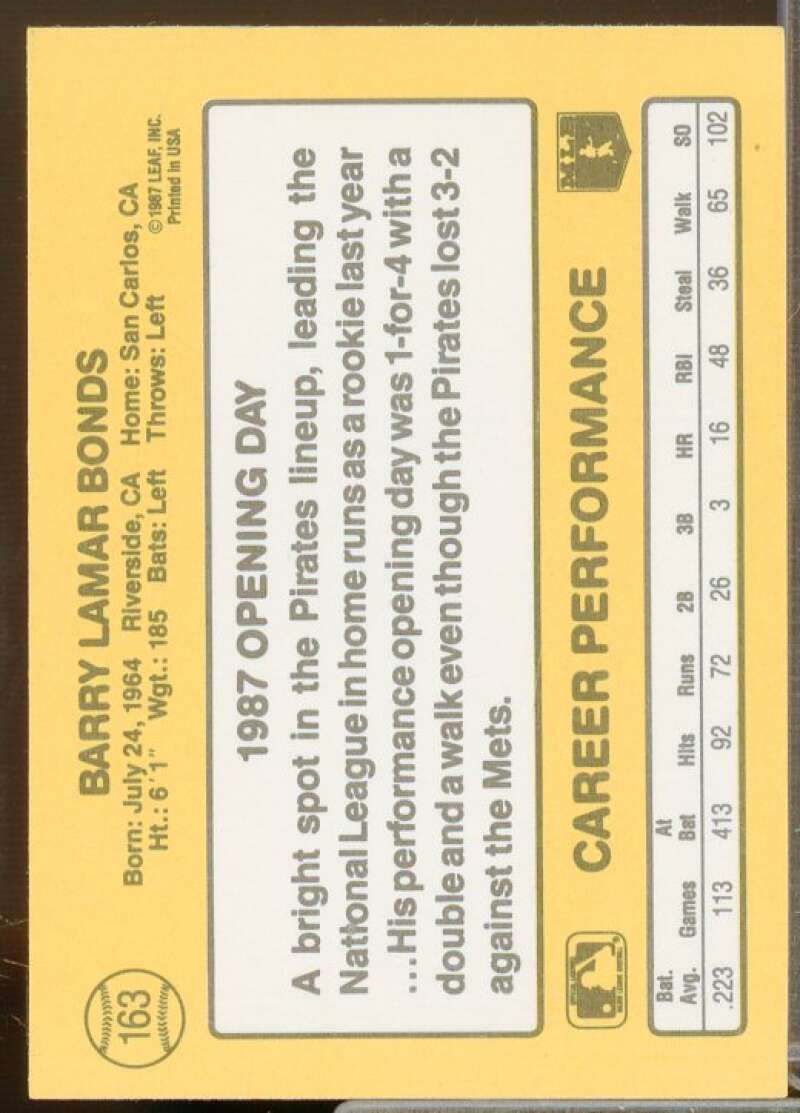 163
BARRY LAMAR BONDS
Born: July 24, 1964 Riverside, CA Home: San Carlos, CA
Ht.: 6'1" Wgt.: 185 Bats: Left Throws: Left
©1987 LEAF, INC.
Printed in USA
1987 OPENING DAY
A bright spot in the Pirates lineup, leading the
National League in home runs as a rookie last year
...His performance opening day was 1-for-4 with a
double and a walk even though the Pirates lost 3-2
against the Mets.
CAREER PERFORMANCE
Bat. Avg. Games At Bat Hits Runs 2B 3B HR RBI Steal Walk SO
.223 113 413 92 72 26 3 16 48 36 65 102